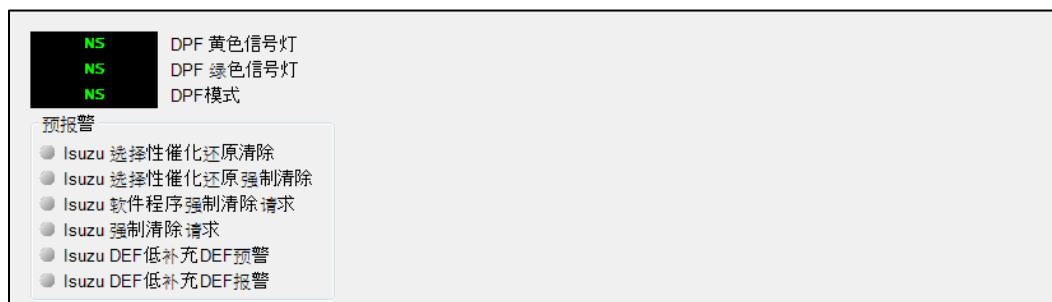 NS DPF 黄色信号灯
NS DPF 绿色信号灯
NS DPF模式
预报警
Isuzu 选择性催化还原清除
Isuzu 选择性催化还原强制清除
Isuzu 软件程序强制清除请求
Isuzu 强制清除请求
Isuzu DEF低补充DEF预警
Isuzu DEF低补充DEF报警